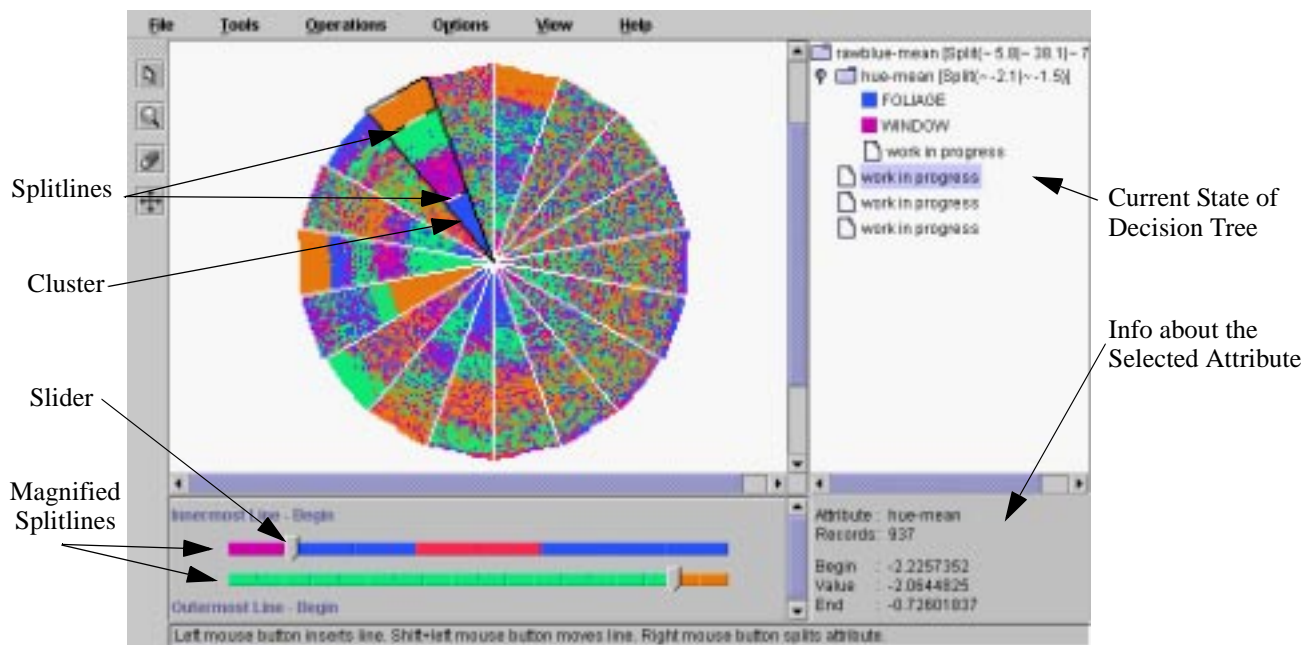 File Tools Operations Options View Help
rawblue-mean [Split(~ 5.8|~ 38.1|~ 7
hue-mean [Split(~ -2.1|~ -1.5)]
FOLIAGE
WINDOW
work in progress
work in progress
work in progress
work in progress
Splitlines
Cluster
Slider
Magnified
Splitlines
Current State of
Decision Tree
Info about the
Selected Attribute
Innermost Line - Begin
Outermost Line - Begin
Attribute : hue-mean
Records: 937
Begin : -2.2257352
Value : -2.0644825
End : -0.72601837
Left mouse button inserts line. Shift+left mouse button moves line. Right mouse button splits attribute.